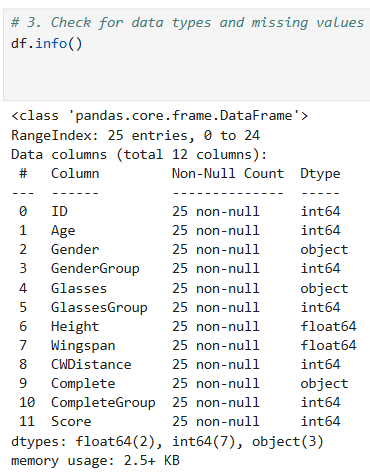 # 3. Check for data types and missing values
df.info()
<class 'pandas.core.frame.DataFrame'>
RangeIndex: 25 entries, 0 to 24
Data columns (total 12 columns):
 #   Column         Non-Null Count  Dtype
---  ------         --------------  -----
 0   ID             25 non-null     int64
 1   Age            25 non-null     int64
 2   Gender         25 non-null     object
 3   GenderGroup    25 non-null     int64
 4   Glasses        25 non-null     object
 5   GlassesGroup   25 non-null     int64
 6   Height         25 non-null     float64
 7   Wingspan       25 non-null     float64
 8   CWDistance     25 non-null     int64
 9   Complete       25 non-null     object
 10  CompleteGroup  25 non-null     int64
 11  Score          25 non-null     int64
dtypes: float64(2), int64(7), object(3)
memory usage: 2.5+ KB